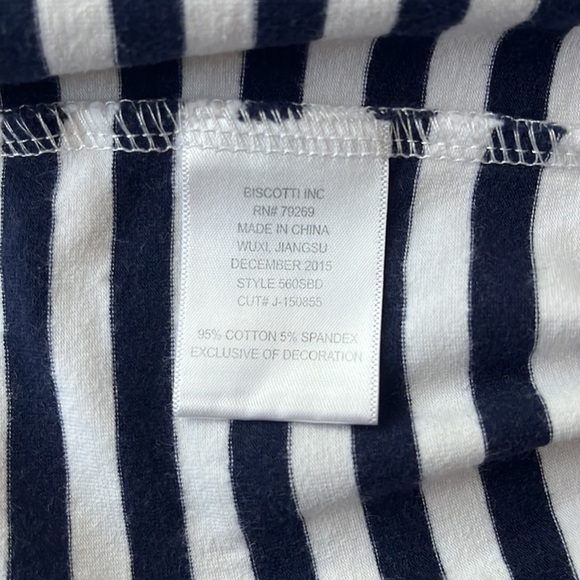 BISCOTTI INC
RN# 79269
MADE IN CHINA
WUXI, JIANGSU
DECEMBER 2015
STYLE 560SBD
CUT# J-150855
95% COTTON 5% SPANDEX
EXCLUSIVE OF DECORATION